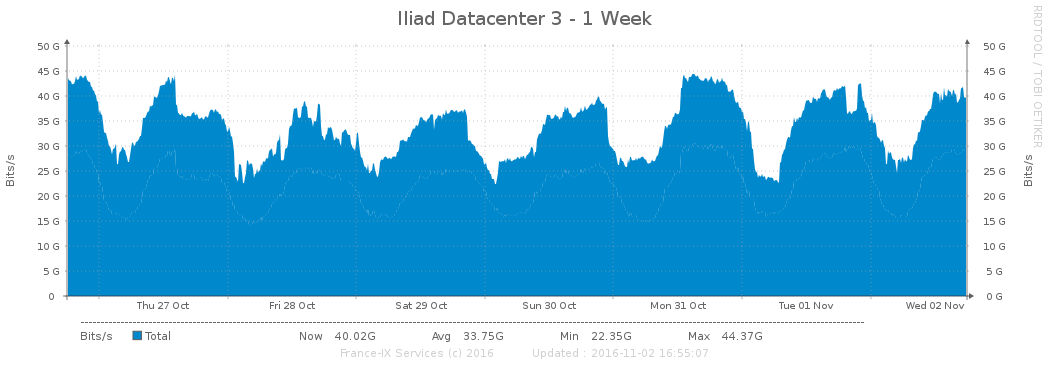 Iliad Datacenter 3 - 1 Week
RRDTOOL / TOBI OETIKER
Bits/s
50 G
45 G
40 G
35 G
30 G
25 G
20 G
15 G
10 G
5 G
0
50 G
45 G
40 G
35 G
30 G
25 G
20 G
15 G
10 G
5 G
0 G
Bits/s
Thu 27 Oct Fri 28 Oct Sat 29 Oct Sun 30 Oct Mon 31 Oct Tue 01 Nov Wed 02 Nov
Bits/s Total Now 40.02G Avg 33.75G Min 22.35G Max 44.37G
France-IX Services (c) 2016 Updated : 2016-11-02 16:55:07